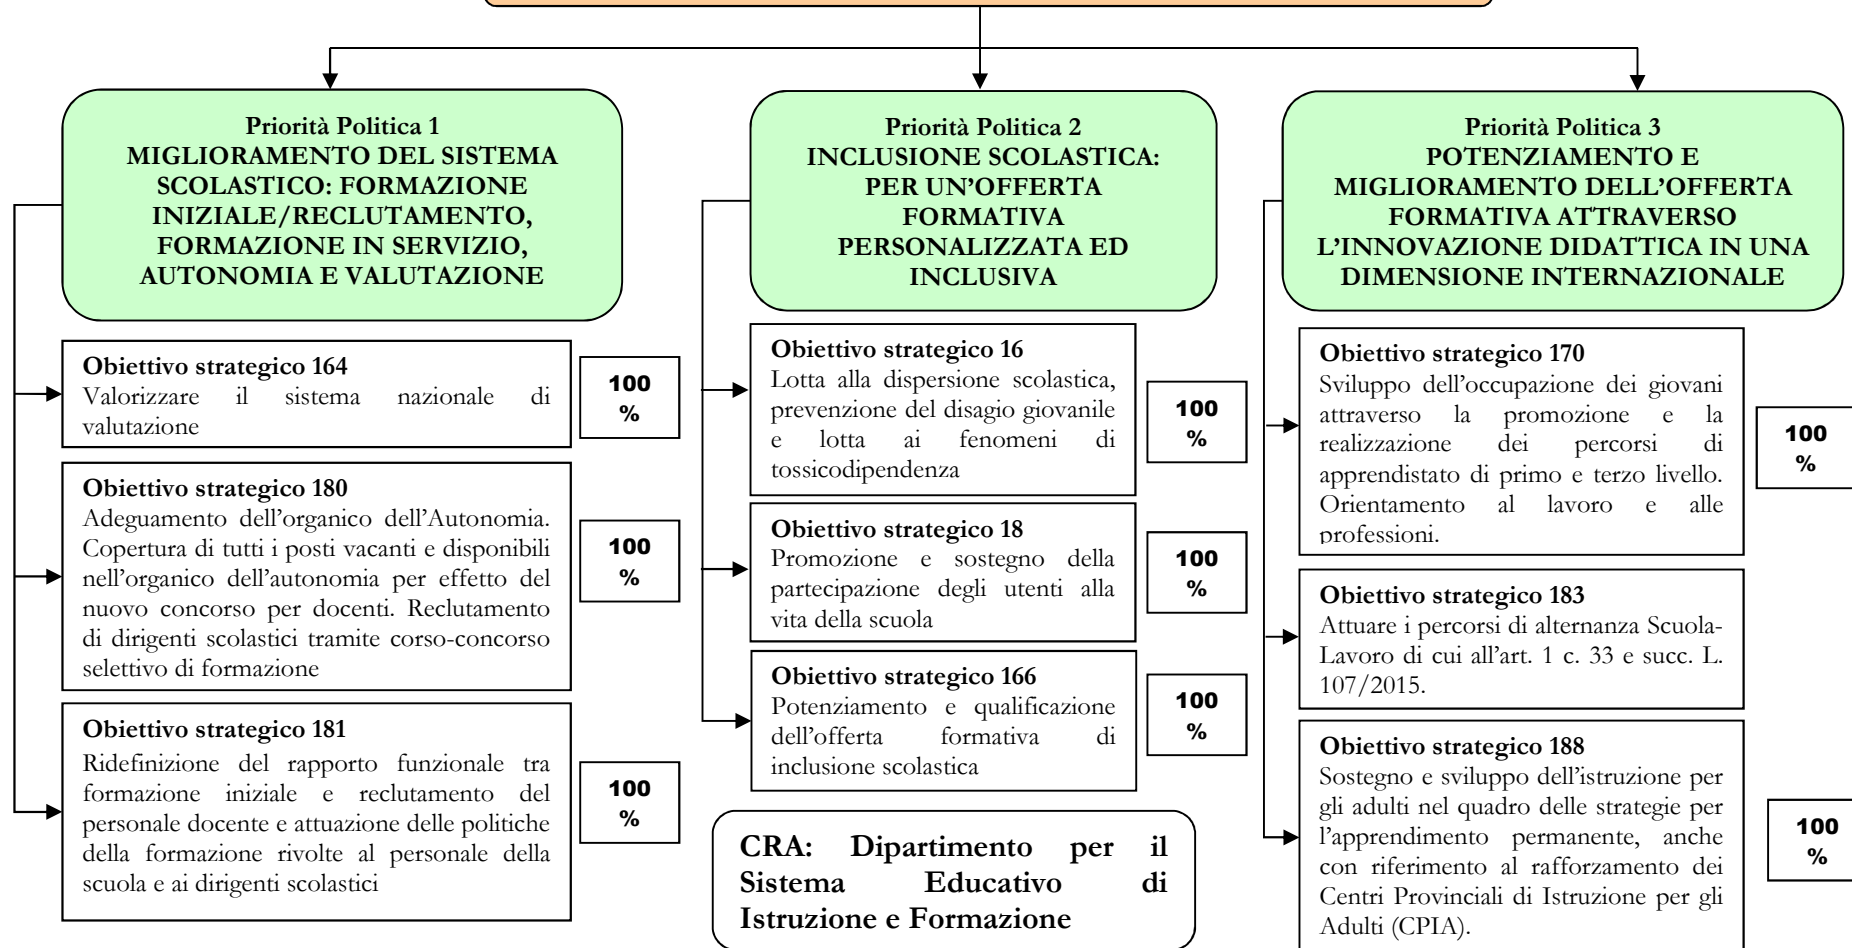 Priorità Politica 1
MIGLIORAMENTO DEL SISTEMA
SCOLASTICO: FORMAZIONE
INIZIALE/RECLUTAMENTO,
FORMAZIONE IN SERVIZIO,
AUTONOMIA E VALUTAZIONE
Obiettivo strategico 164
Valorizzare il sistema nazionale di
valutazione
100
%
Obiettivo strategico 180
Adeguamento dell'organico dell'Autonomia.
Copertura di tutti i posti vacanti e disponibili
nell'organico dell'autonomia per effetto del
nuovo concorso per docenti. Reclutamento
di dirigenti scolastici tramite corso-concorso
selettivo di formazione
100
%
Obiettivo strategico 181
Ridefinizione del rapporto funzionale tra
formazione iniziale e reclutamento del
personale docente e attuazione delle politiche
della formazione rivolte al personale della
scuola e ai dirigenti scolastici
100
%
Priorità Politica 2
INCLUSIONE SCOLASTICA:
PER UN'OFFERTA
FORMATIVA
PERSONALIZZATA ED
INCLUSIVA
Obiettivo strategico 16
Lotta alla dispersione scolastica,
prevenzione del disagio giovanile
e lotta ai fenomeni di
tossicodipendenza
100
%
Obiettivo strategico 18
Promozione e sostegno della
partecipazione degli utenti alla
vita della scuola
100
%
Obiettivo strategico 166
Potenziamento e qualificazione
dell'offerta formativa di
inclusione scolastica
100
%
CRA: Dipartimento per il
Sistema Educativo di
Istruzione e Formazione
Priorità Politica 3
POTENZIAMENTO E
MIGLIORAMENTO DELL'OFFERTA
FORMATIVA ATTRAVERSO
L'INNOVAZIONE DIDATTICA IN UNA
DIMENSIONE INTERNAZIONALE
Obiettivo strategico 170
Sviluppo dell'occupazione dei giovani
attraverso la promozione e la
realizzazione dei percorsi di
apprendistato di primo e terzo livello.
Orientamento al lavoro e alle
professioni.
100
%
Obiettivo strategico 183
Attuare i percorsi di alternanza Scuola-
Lavoro di cui all'art. 1 c. 33 e succ. L.
107/2015.
Obiettivo strategico 188
Sostegno e sviluppo dell'istruzione per
gli adulti nel quadro delle strategie per
l'apprendimento permanente, anche
con riferimento al rafforzamento dei
Centri Provinciali di Istruzione per gli
Adulti (CPIA).
100
%